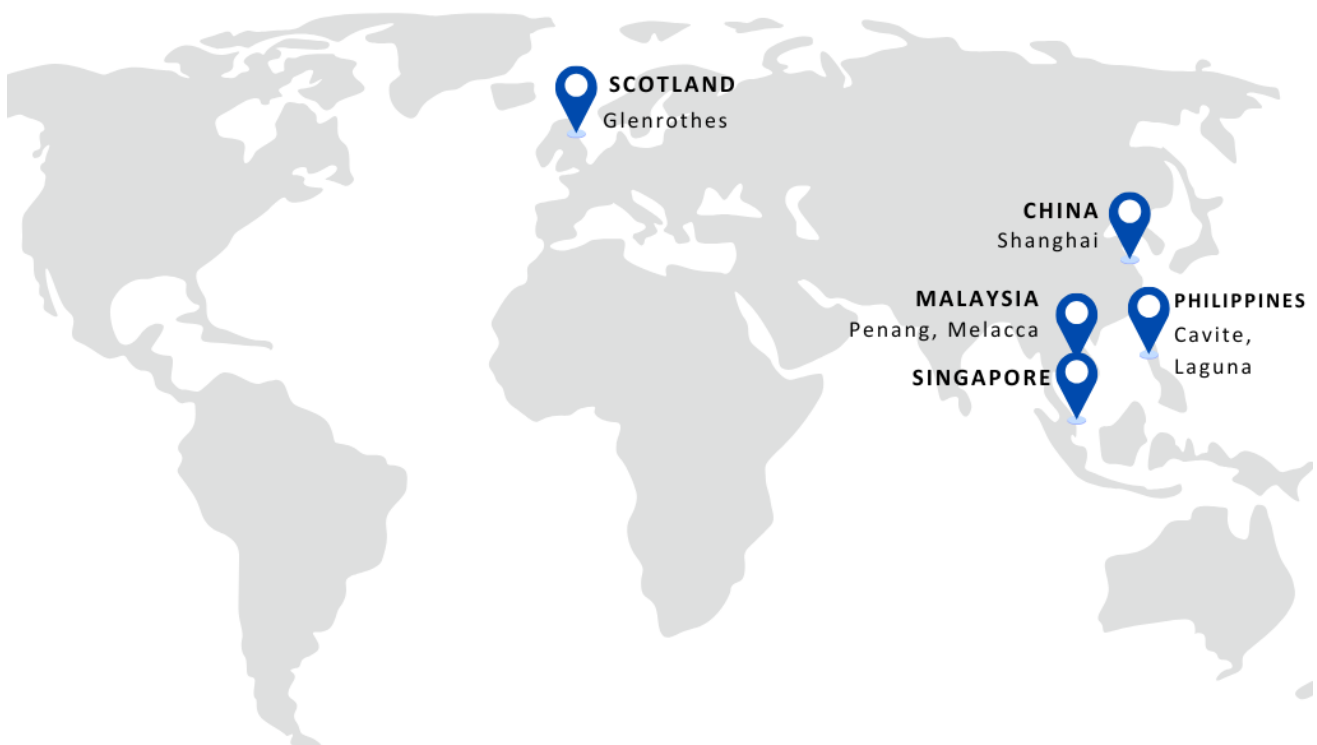 SCOTLAND
Glenrothes
CHINA
Shanghai
MALAYSIA
Penang, Melacca
PHILIPPINES
Cavite,
Laguna
SINGAPORE